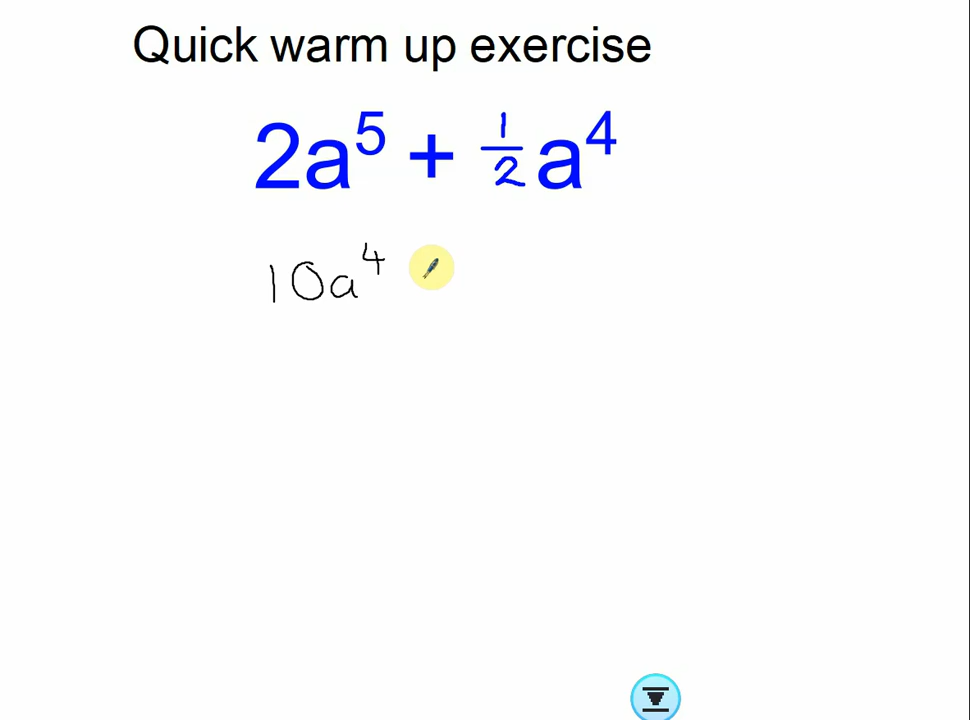 Quick warm up exercise
2a⁵ + ½a⁴
10a⁴